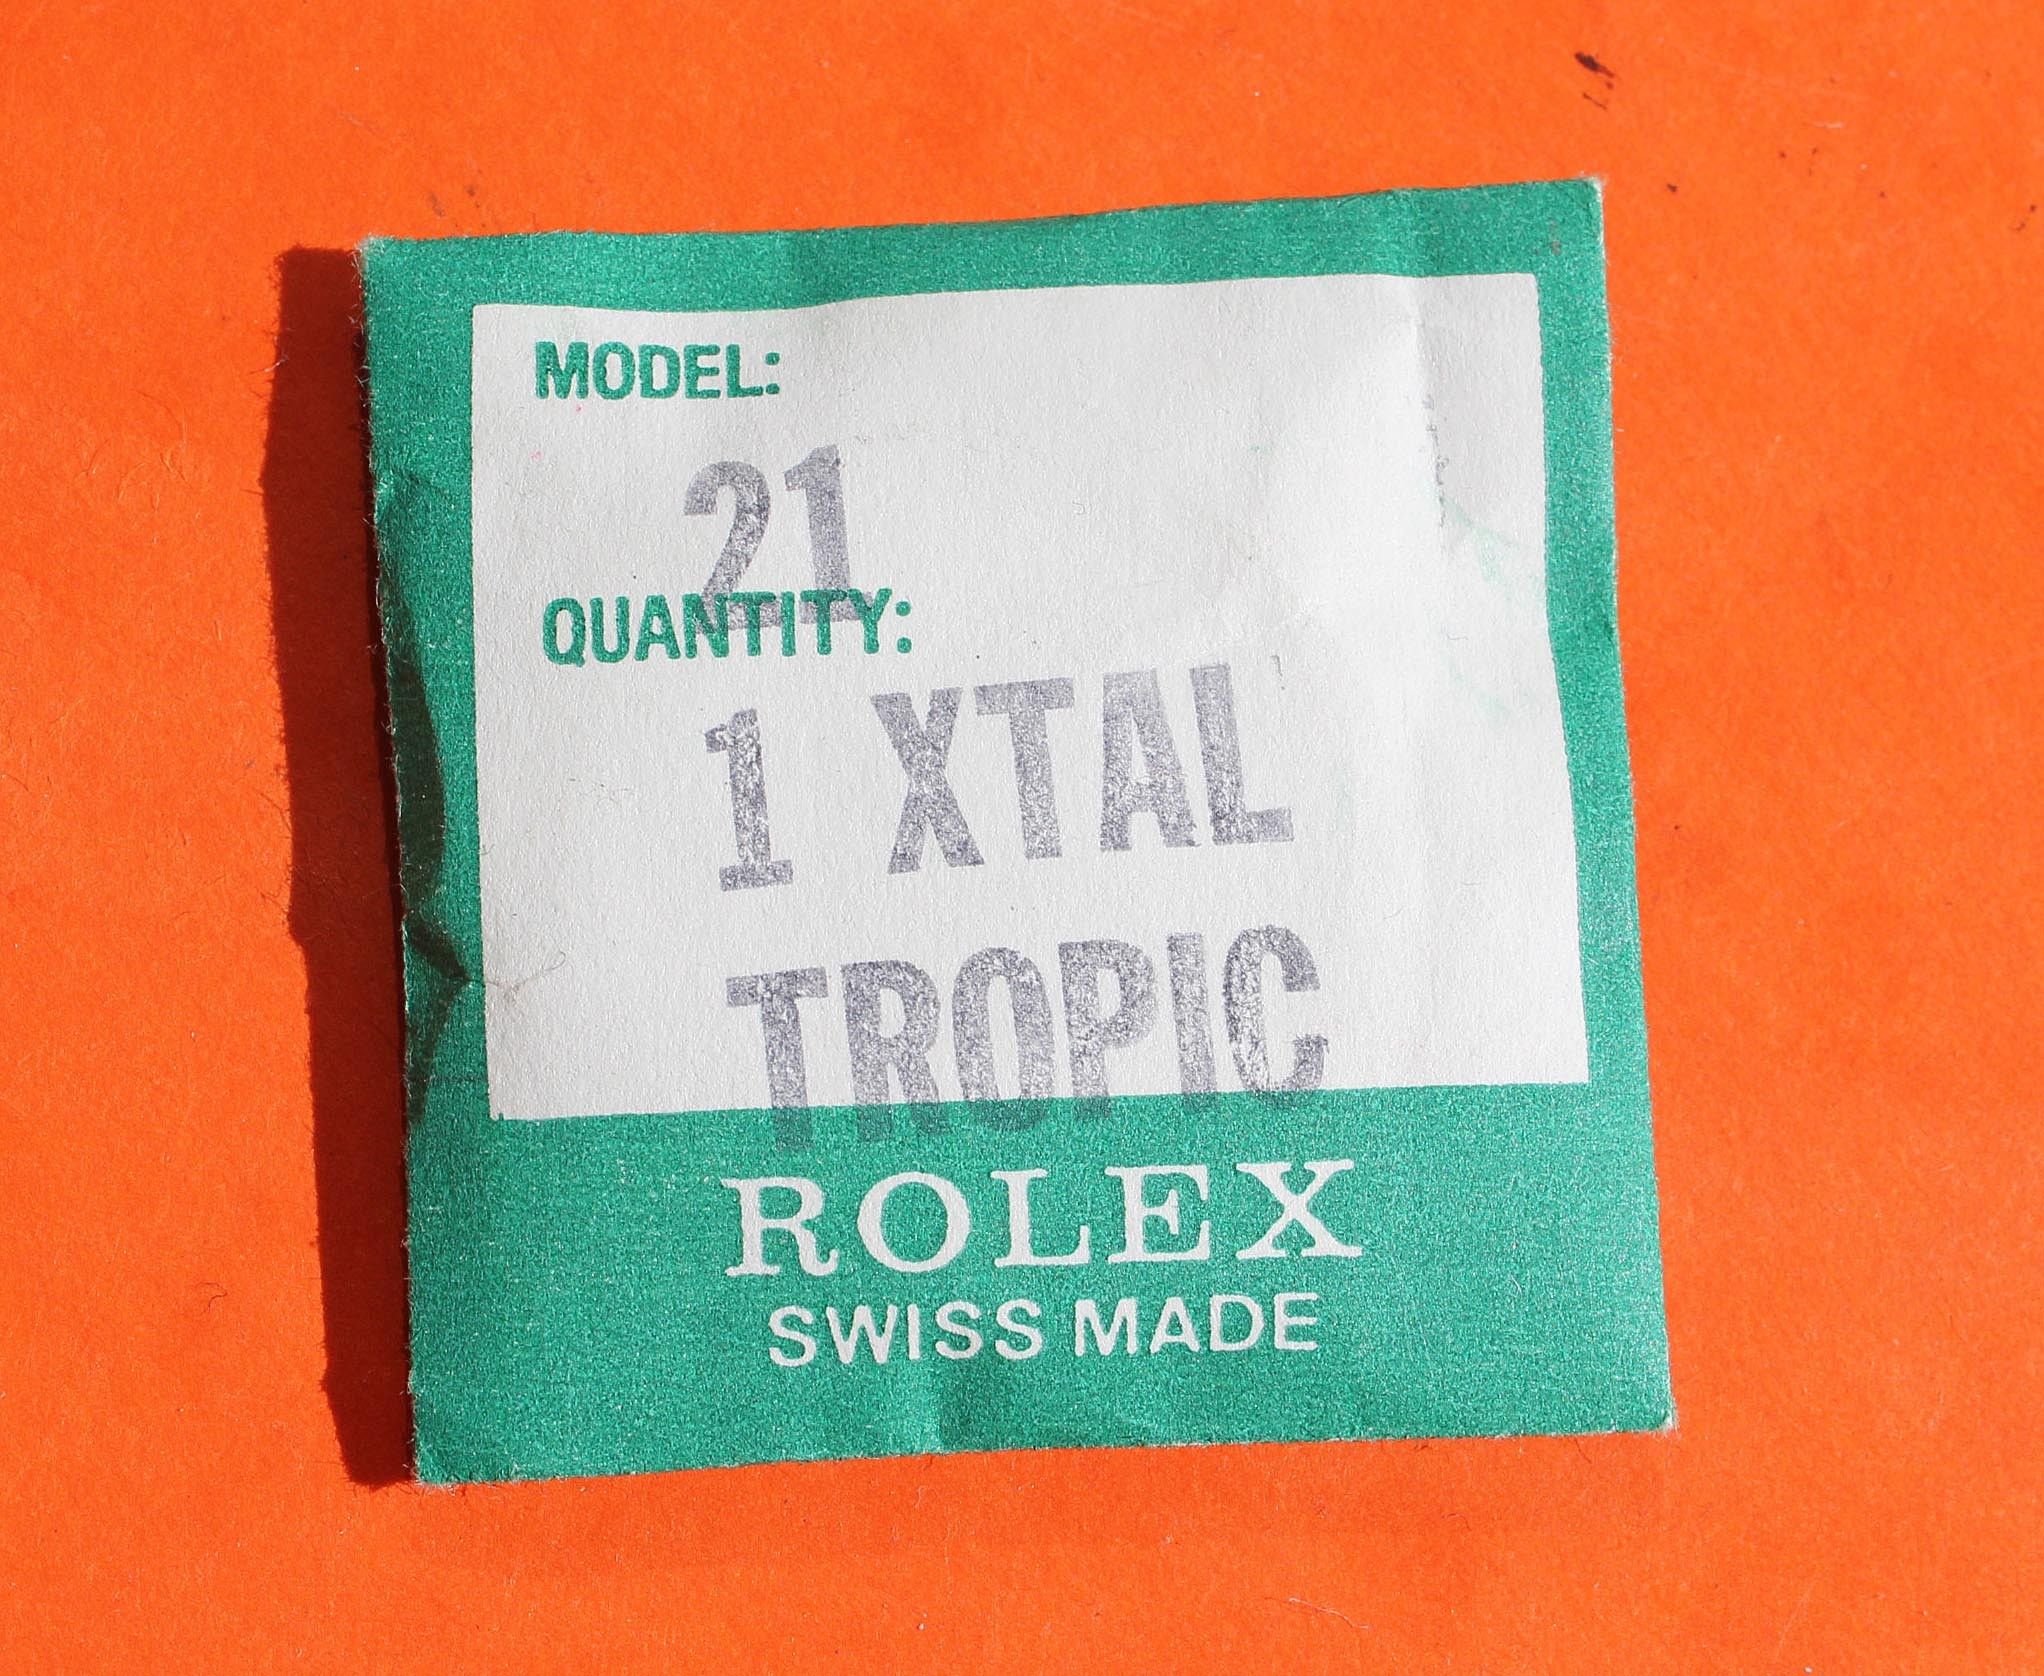 MODEL:
21
QUANTITY:
1 XTAL
TROPIC
ROLEX
SWISS MADE